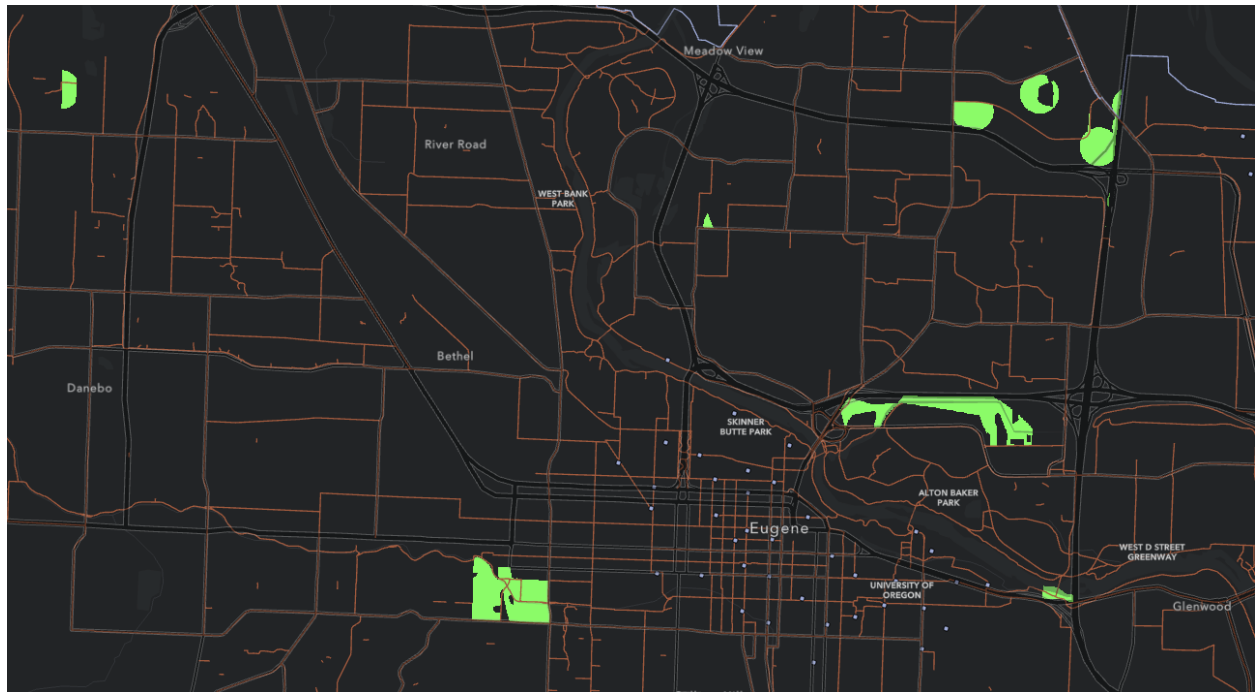 Meadow View
River Road
WEST BANK
PARK
Bethel
Danebo
SKINNER
BUTTE PARK
ALTON BAKER
PARK
Eugene
WEST D STREET
GREENWAY
UNIVERSITY OF
OREGON
Glenwood